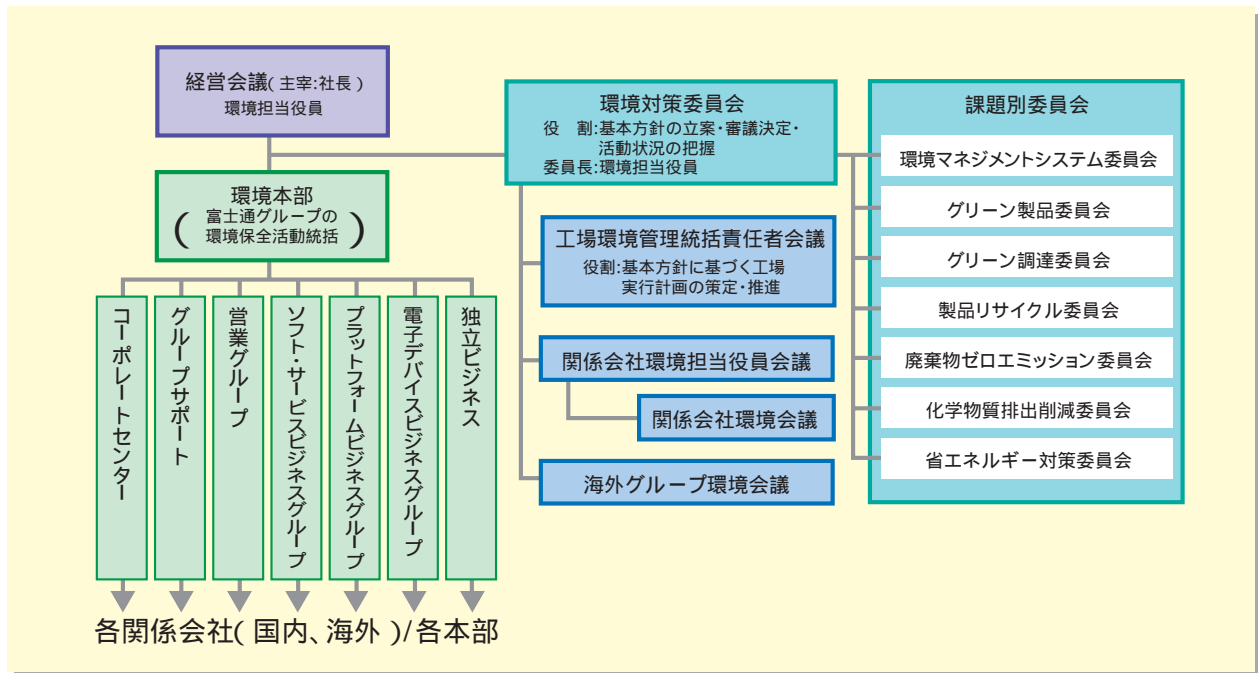 経営会議(主宰:社長)
環境担当役員
環境本部
(富士通グループの
環境保全活動統括)
コーポレートセンター
グループサポート
営業グループ
ソフト・サービスビジネスグループ
プラットフォームビジネスグループ
電子デバイスビジネスグループ
独立ビジネス
各関係会社(国内、海外)/各本部
環境対策委員会
役 割:基本方針の立案・審議決定・
活動状況の把握
委員長:環境担当役員
工場環境管理統括責任者会議
役割:基本方針に基づく工場
実行計画の策定・推進
関係会社環境担当役員会議
関係会社環境会議
海外グループ環境会議
課題別委員会
環境マネジメントシステム委員会
グリーン製品委員会
グリーン調達委員会
製品リサイクル委員会
廃棄物ゼロエミッション委員会
化学物質排出削減委員会
省エネルギー対策委員会